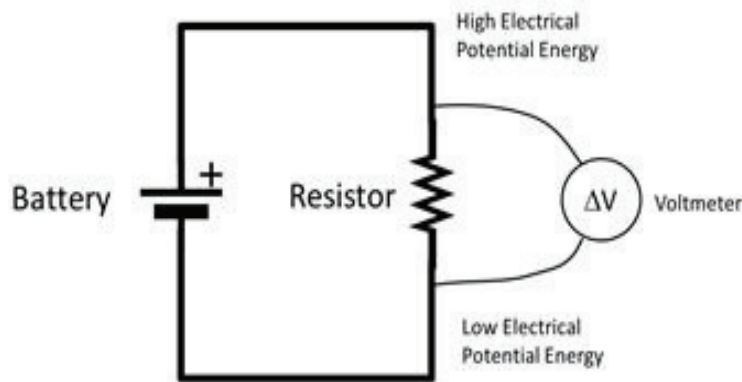 High Electrical
Potential Energy
+
Battery
Resistor
ΔV
Voltmeter
Low Electrical
Potential Energy